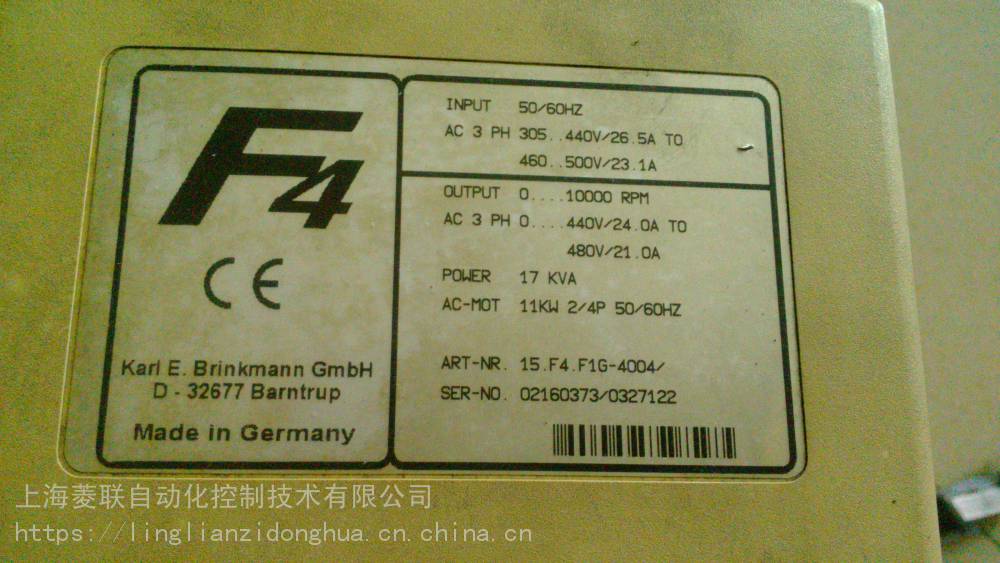 F4
CE
Karl E. Brinkmann GmbH
D - 32677 Barntrup
Made in Germany
INPUT 50/60HZ
AC 3 PH 305..440V/26.5A TO
460..500V/23.1A
OUTPUT 0....10000 RPM
AC 3 PH 0....440V/24.0A TO
480V/21.0A
POWER 17 KVA
AC-MOT 11KW 2/4P 50/60HZ
ART-NR. 15.F4.F1G-4004/
SER-NO. 02160373/0327122
上海菱联自动化控制技术有限公司
https://linglianzidonghua.cn.china.cn